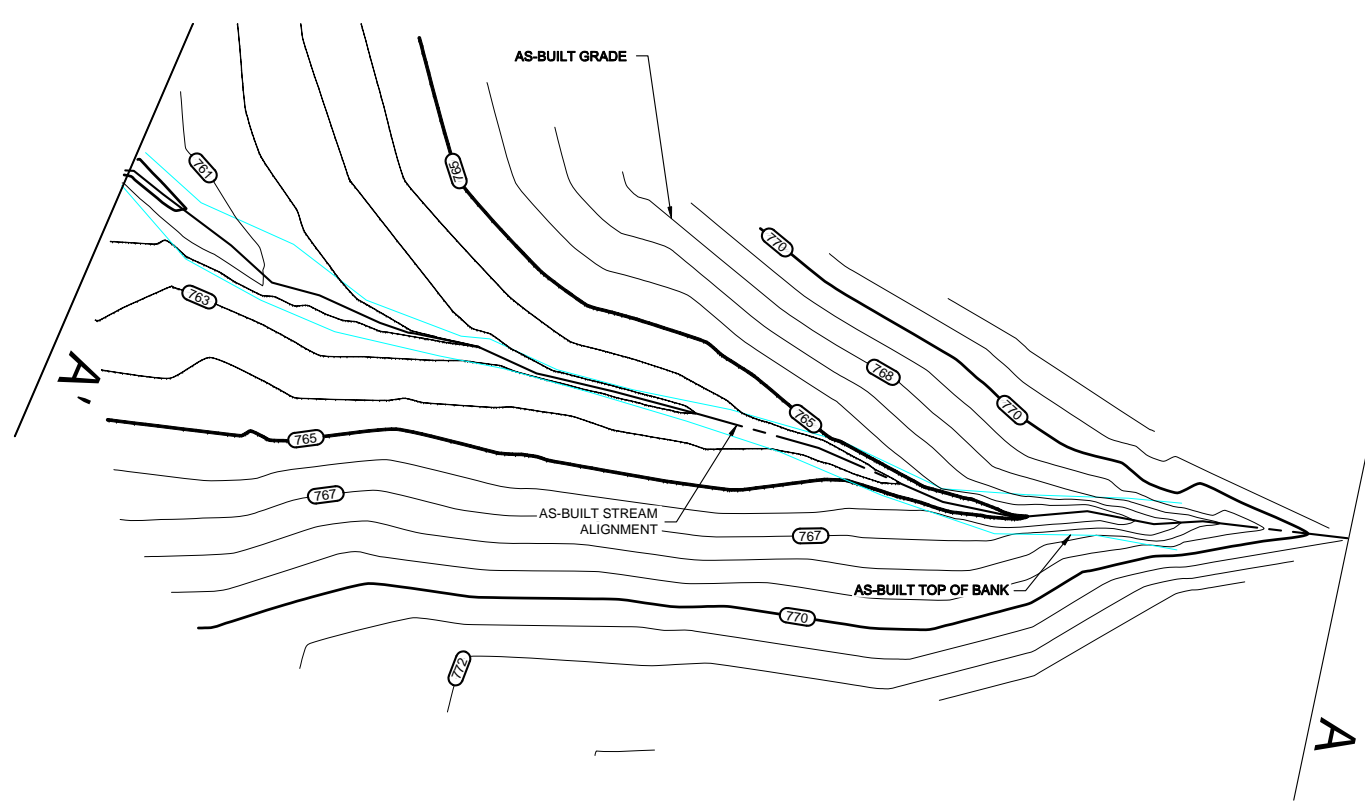 AS-BUILT GRADE
761
765
770
763
768
A'
770
765
765
767
AS-BUILT STREAM
ALIGNMENT
767
AS-BUILT TOP OF BANK
770
772
A